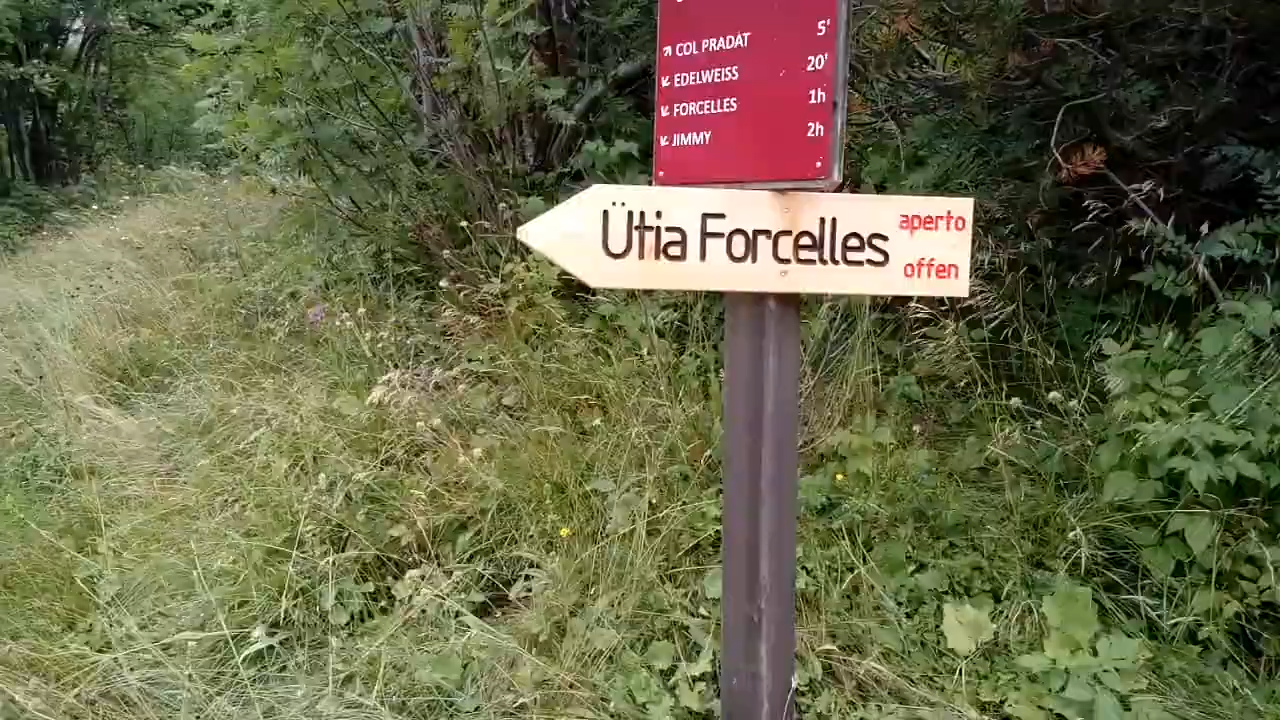 ↗ COL PRADAT 5'
↙ EDELWEISS 20'
↙ FORCELLES 1h
↙ JIMMY 2h
Ütia Forcelles aperto
offen